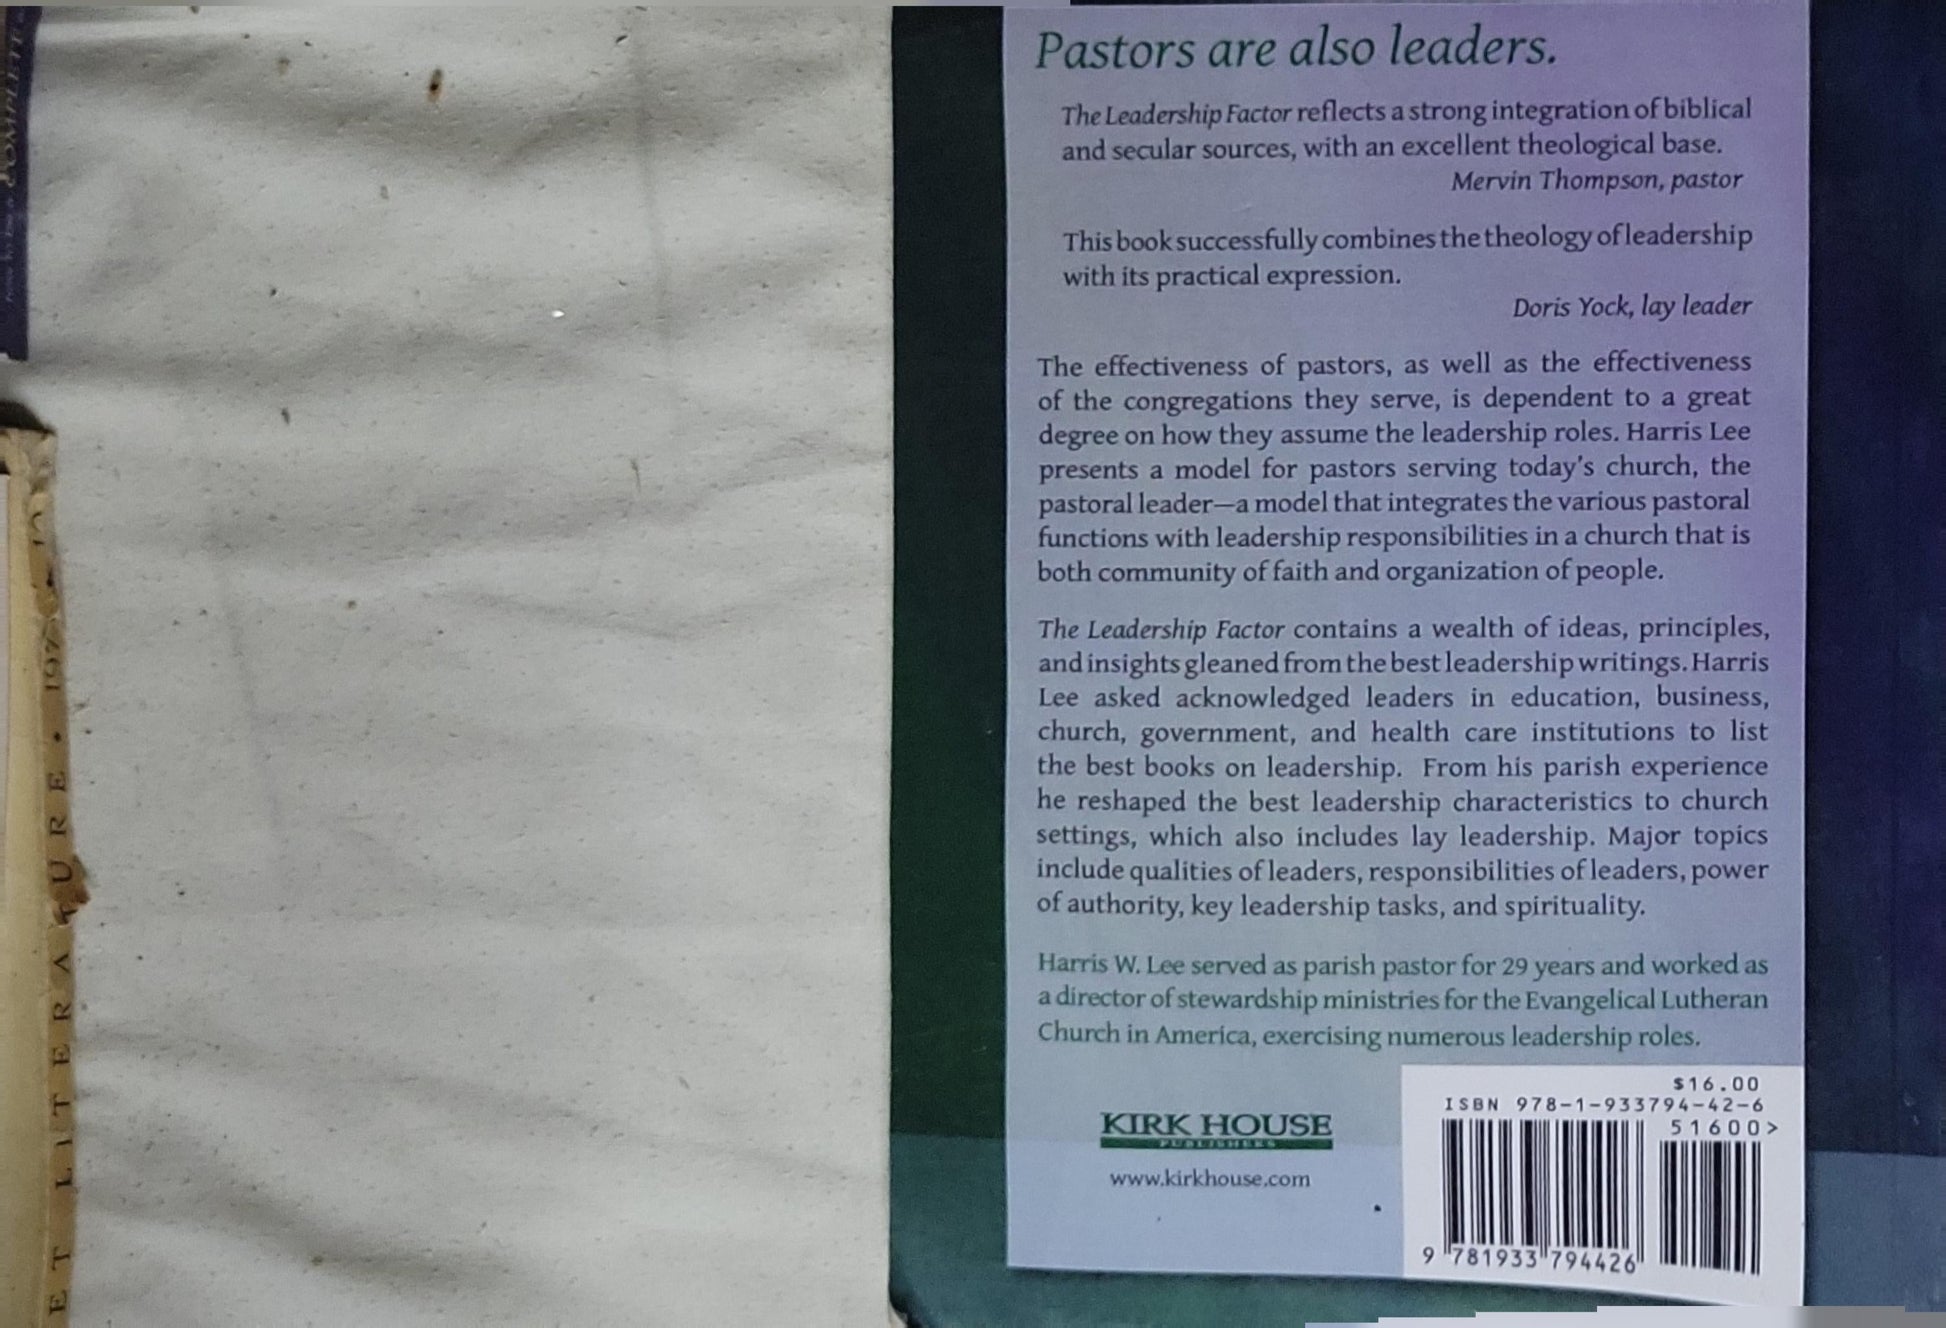 COMPLETE
ET LITERATURE • 197
Pastors are also leaders.
The Leadership Factor reflects a strong integration of biblical
and secular sources, with an excellent theological base.
Mervin Thompson, pastor
This book successfully combines the theology of leadership
with its practical expression.
Doris Yock, lay leader
The effectiveness of pastors, as well as the effectiveness
of the congregations they serve, is dependent to a great
degree on how they assume the leadership roles. Harris Lee
presents a model for pastors serving today's church, the
pastoral leader—a model that integrates the various pastoral
functions with leadership responsibilities in a church that is
both community of faith and organization of people.
The Leadership Factor contains a wealth of ideas, principles,
and insights gleaned from the best leadership writings. Harris
Lee asked acknowledged leaders in education, business,
church, government, and health care institutions to list
the best books on leadership. From his parish experience
he reshaped the best leadership characteristics to church
settings, which also includes lay leadership. Major topics
include qualities of leaders, responsibilities of leaders, power
of authority, key leadership tasks, and spirituality.
Harris W. Lee served as parish pastor for 29 years and worked as
a director of stewardship ministries for the Evangelical Lutheran
Church in America, exercising numerous leadership roles.
KIRK HOUSE
PUBLISHERS
www.kirkhouse.com
$16.00
ISBN 978-1-933794-42-6
51600>
9 781933 794426